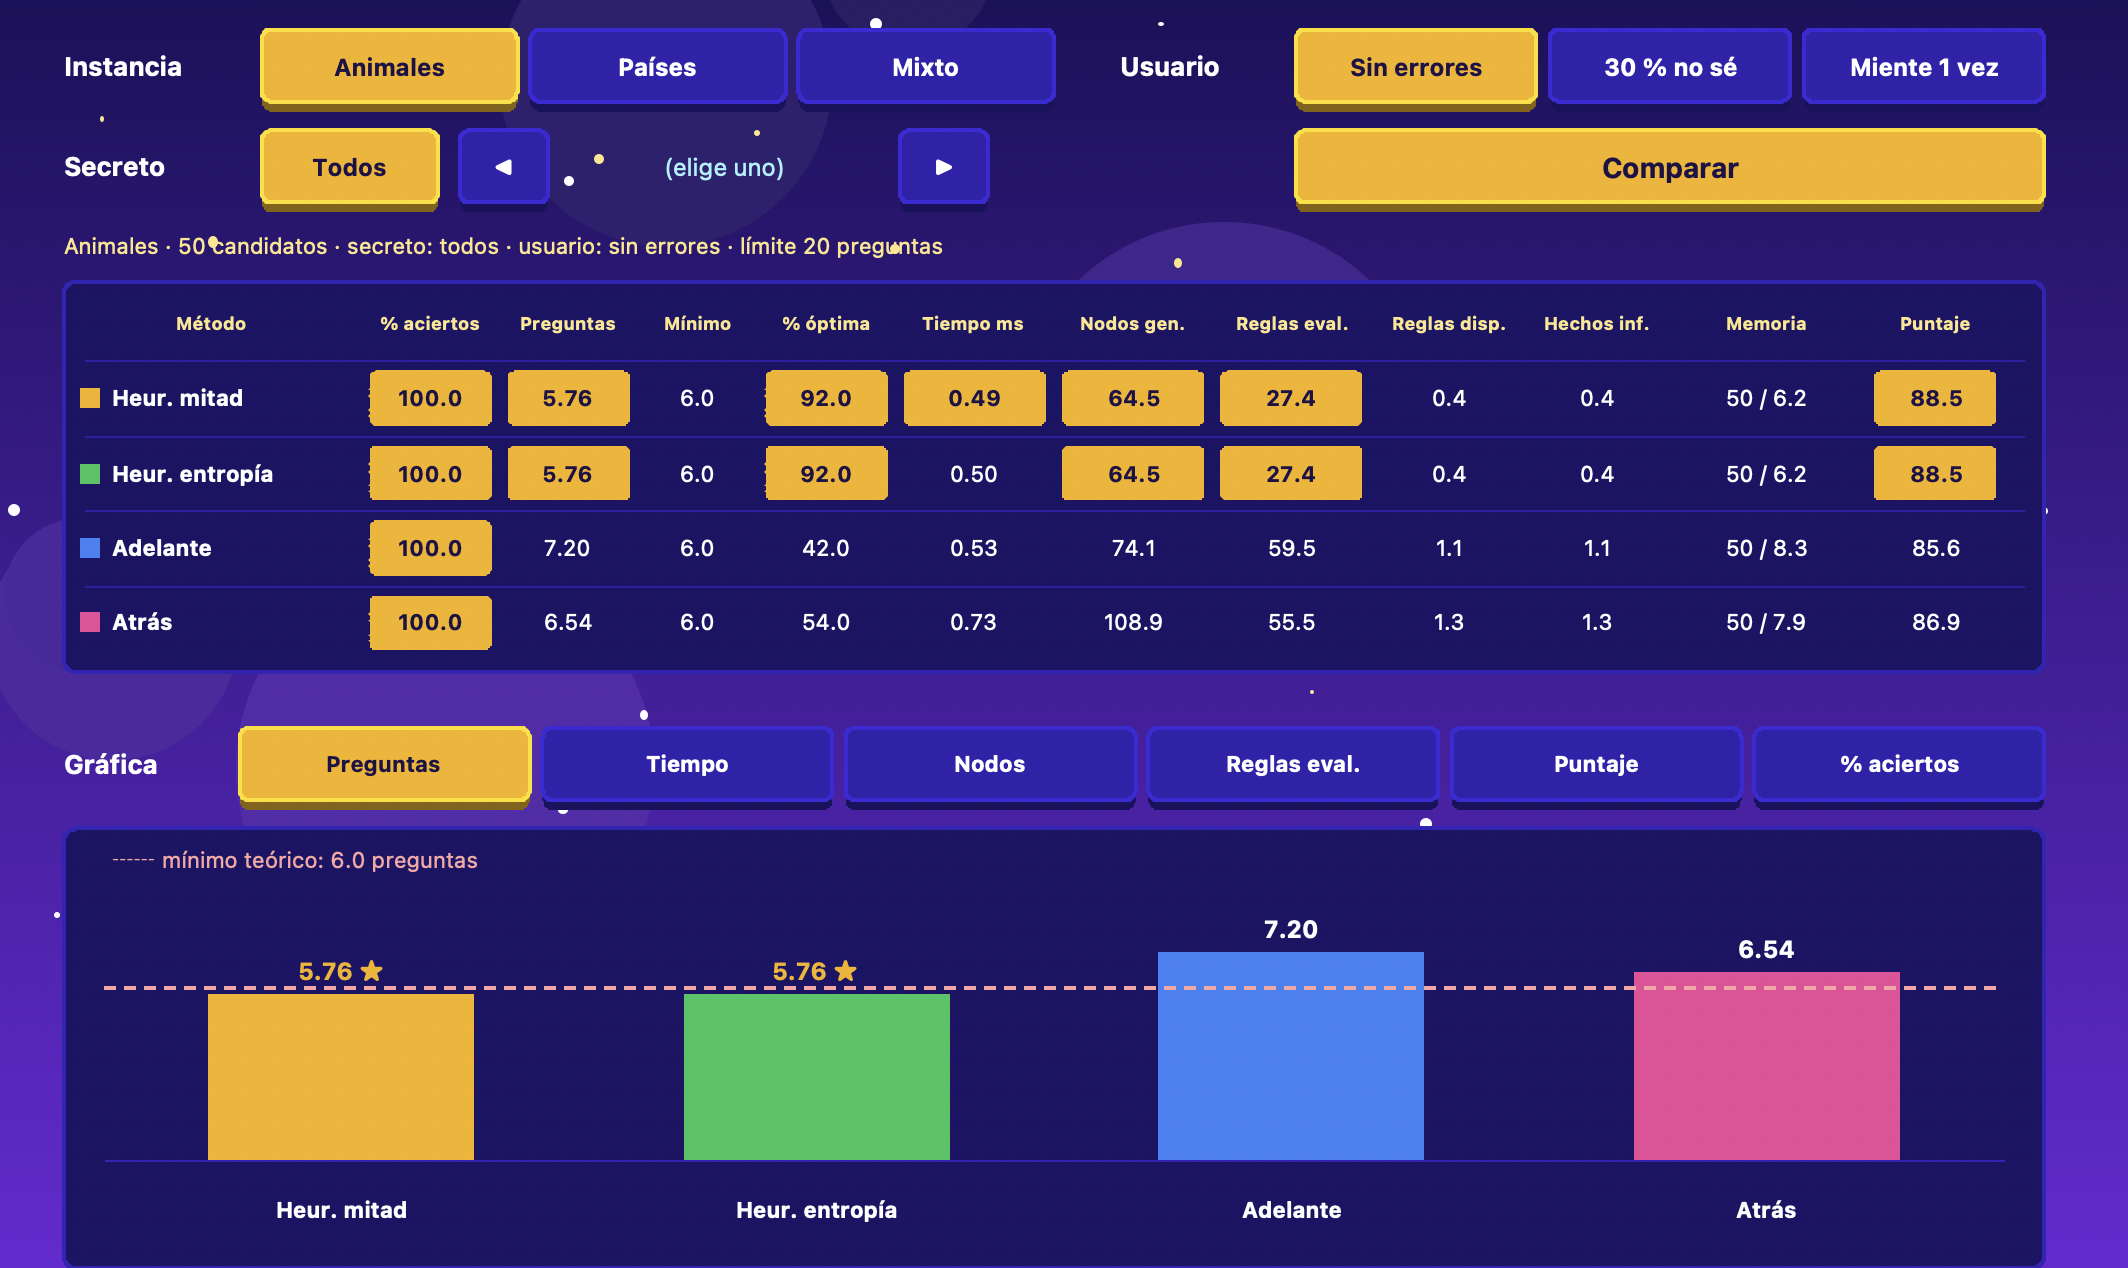 Instancia Animales Países Mixto Usuario Sin errores 30 % no sé Miente 1 vez
Secreto Todos ◄ (elige uno) ► Comparar
Animales · 50 candidatos · secreto: todos · usuario: sin errores · límite 20 preguntas
Método % aciertos Preguntas Mínimo % óptima Tiempo ms Nodos gen. Reglas eval. Reglas disp. Hechos inf. Memoria Puntaje
Heur. mitad 100.0 5.76 6.0 92.0 0.49 64.5 27.4 0.4 0.4 50 / 6.2 88.5
Heur. entropía 100.0 5.76 6.0 92.0 0.50 64.5 27.4 0.4 0.4 50 / 6.2 88.5
Adelante 100.0 7.20 6.0 42.0 0.53 74.1 59.5 1.1 1.1 50 / 8.3 85.6
Atrás 100.0 6.54 6.0 54.0 0.73 108.9 55.5 1.3 1.3 50 / 7.9 86.9
Gráfica Preguntas Tiempo Nodos Reglas eval. Puntaje % aciertos
------ mínimo teórico: 6.0 preguntas
5.76 ★ 5.76 ★ 7.20 6.54
Heur. mitad Heur. entropía Adelante Atrás